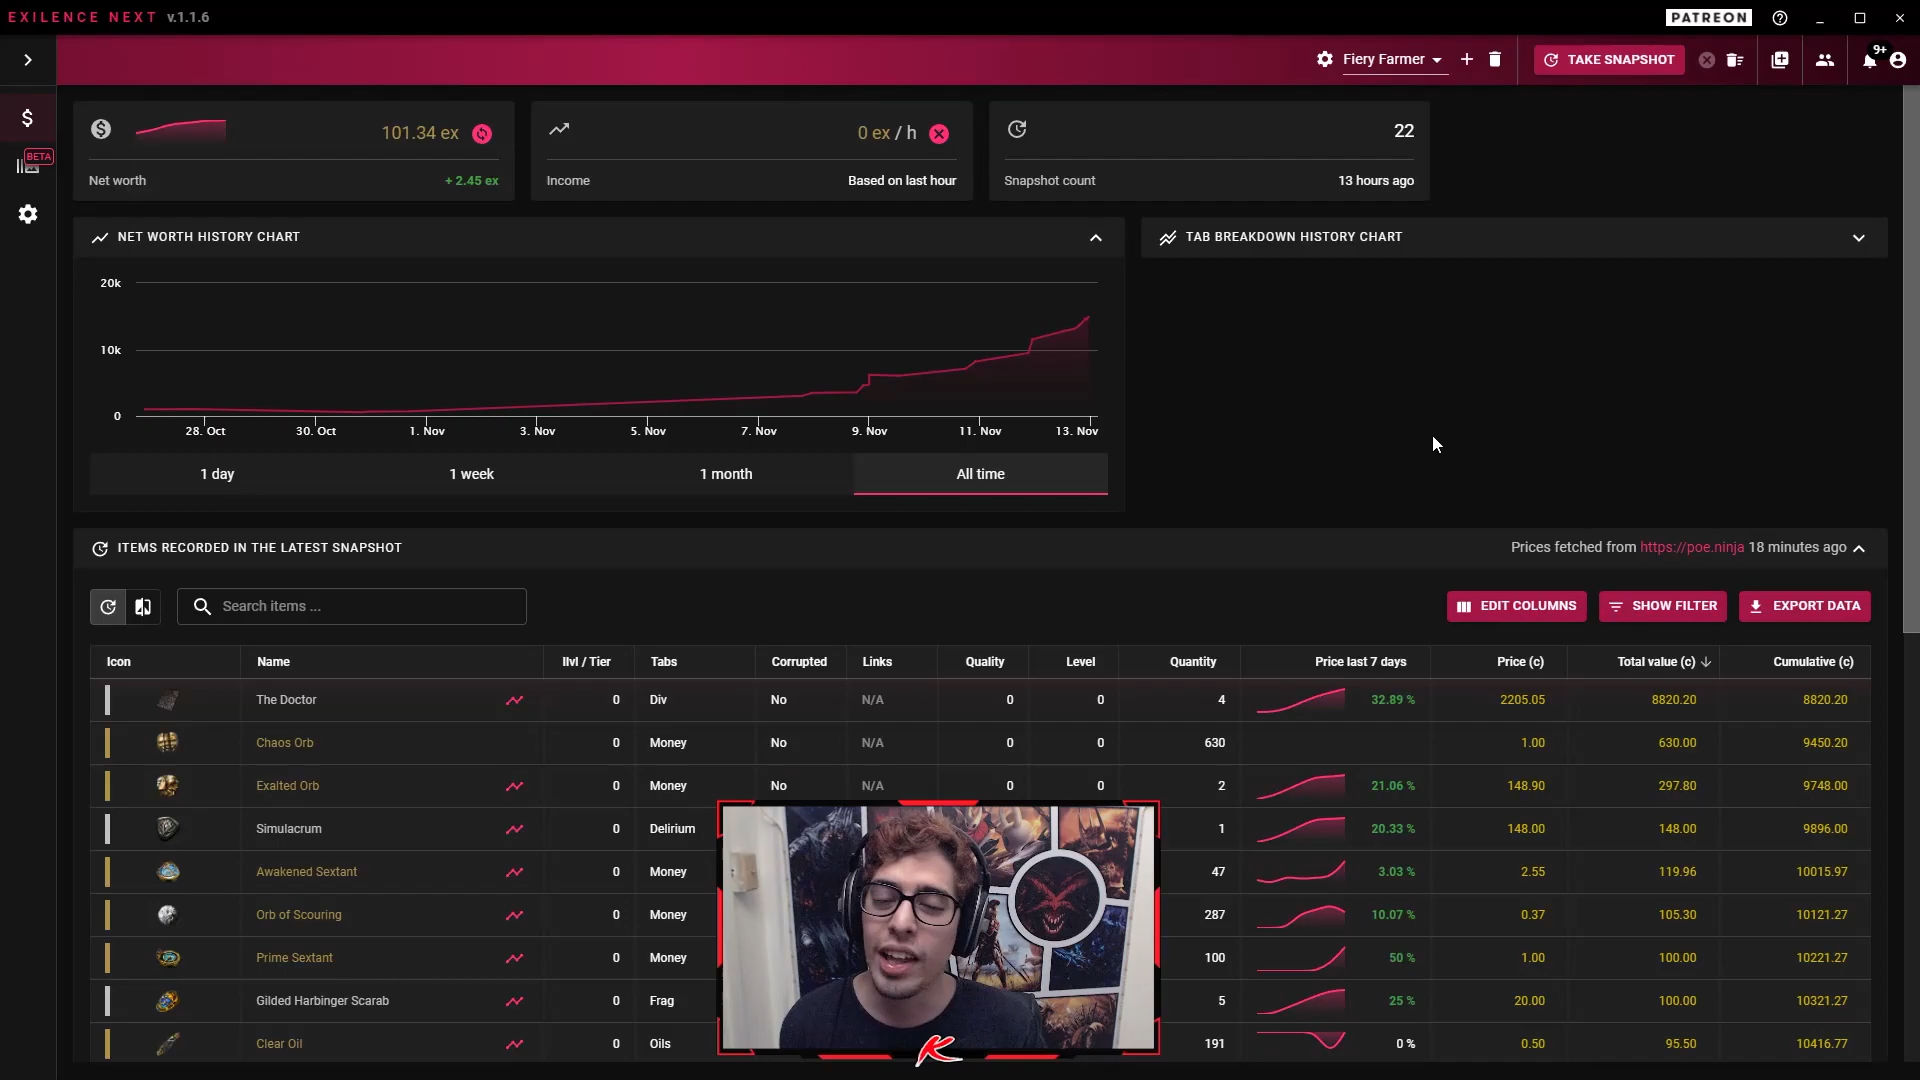 EXILENCE NEXT v.1.1.6
PATREON
Fiery Farmer
TAKE SNAPSHOT
9+
BETA
101.34 ex
Net worth
+ 2.45 ex
0 ex / h
Income
Based on last hour
22
Snapshot count
13 hours ago
NET WORTH HISTORY CHART
20k
10k
0
28. Oct 30. Oct 1. Nov 3. Nov 5. Nov 7. Nov 9. Nov 11. Nov 13. Nov
1 day 1 week 1 month All time
TAB BREAKDOWN HISTORY CHART
ITEMS RECORDED IN THE LATEST SNAPSHOT
Prices fetched from https://poe.ninja 18 minutes ago
Search items ...
EDIT COLUMNS
SHOW FILTER
EXPORT DATA
Icon Name Ilvl / Tier Tabs Corrupted Links Quality Level Quantity Price last 7 days Price (c) Total value (c) Cumulative (c)
The Doctor 0 Div No N/A 0 0 4 32.89 % 2205.05 8820.20 8820.20
Chaos Orb 0 Money No N/A 0 0 630 1.00 630.00 9450.20
Exalted Orb 0 Money No N/A 0 0 2 21.06 % 148.90 297.80 9748.00
Simulacrum 0 Delirium 1 20.33 % 148.00 148.00 9896.00
Awakened Sextant 0 Money 47 3.03 % 2.55 119.96 10015.97
Orb of Scouring 0 Money 287 10.07 % 0.37 105.30 10121.27
Prime Sextant 0 Money 100 50 % 1.00 100.00 10221.27
Gilded Harbinger Scarab 0 Frag 5 25 % 20.00 100.00 10321.27
Clear Oil 0 Oils 191 0 % 0.50 95.50 10416.77